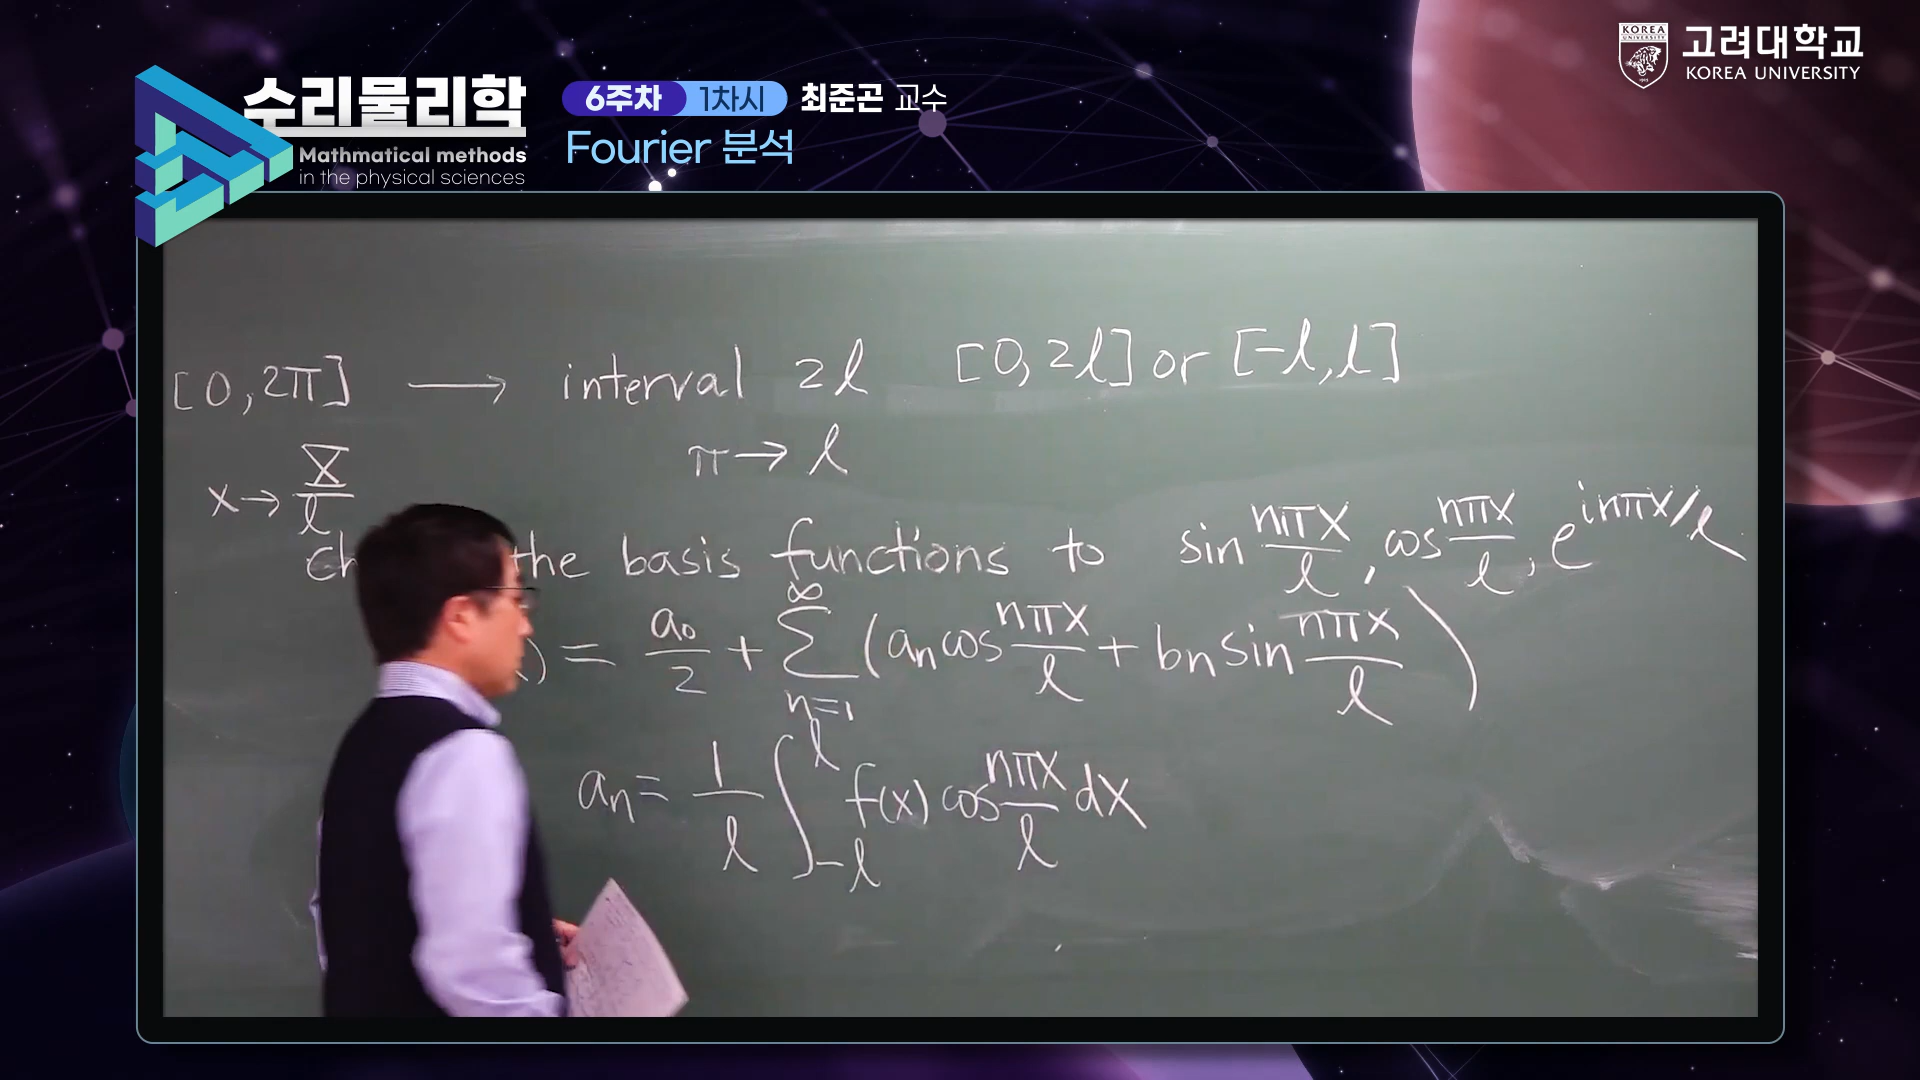 KOREA
UNIVERSITY
1905
고려대학교
KOREA UNIVERSITY
수리물리학
Mathmatical methods
in the physical sciences
6주차 1차시 최준곤 교수
Fourier 분석
[0, 2π] → interval 2l [0, 2l] or [-l, l]
π → l
x → x/l
ch the basis functions to sin nπx/l, cos nπx/l, e^{inπx/l}
) = a₀/2 + ∑_{n=1}^{∞} (aₙ cos nπx/l + bₙ sin nπx/l)
aₙ = 1/l ∫_{-l}^{l} f(x) cos nπx/l dx